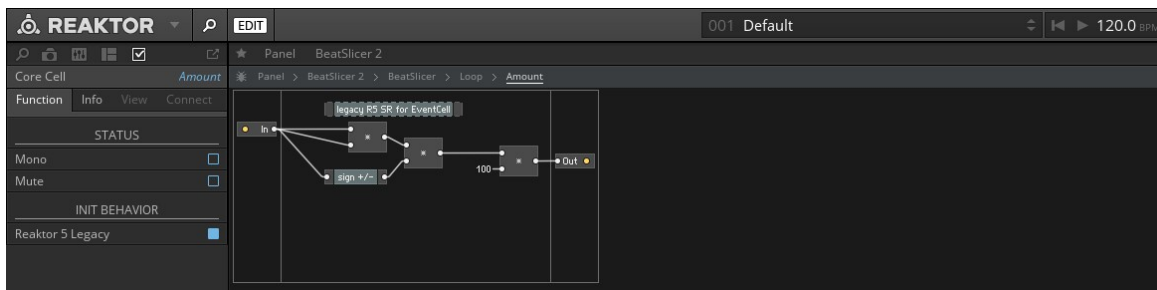 REAKTOR EDIT 001 Default 120.0 BPM
Panel BeatSlicer 2
Core Cell Amount Panel > BeatSlicer 2 > BeatSlicer > Loop > Amount
Function Info View Connect
legacy R5 SR for EventCell
In
*
STATUS
*
Mono
* Out
100
Mute
sign +/-
INIT BEHAVIOR
Reaktor 5 Legacy